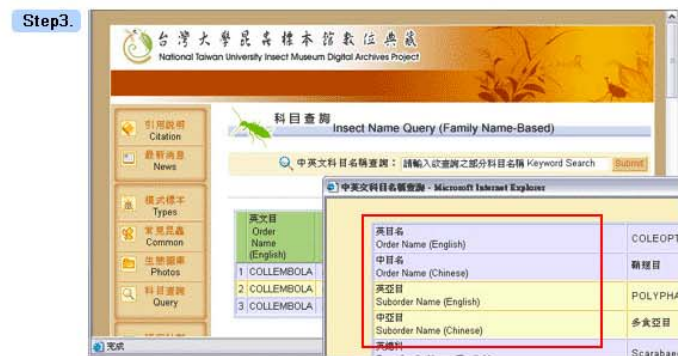 Step3.
台灣大學昆蟲標本館數位典藏
National Taiwan University Insect Museum Digital Archives Project
引用說明
Citation
最新消息
News
模式標本
Types
常見昆蟲
Common
生態圖庫
Photos
科目查詢
Query
科目查詢
Insect Name Query (Family Name-Based)
中英文科目名稱查詢：
請輸入欲查詢之部分科目名稱 Keyword Search
Submit
英文目
Order
Name
(English)
1 COLLEMBOLA
2 COLLEMBOLA
3 COLLEMBOLA
中英文科目名稱查詢 - Microsoft Internet Explorer
英目名
Order Name (English)
COLEOPT
中目名
Order Name (Chinese)
鞘翅目
英亞目
Suborder Name (English)
POLYPHA
中亞目
Suborder Name (Chinese)
多食亞目
英總科
Scarabae
完成